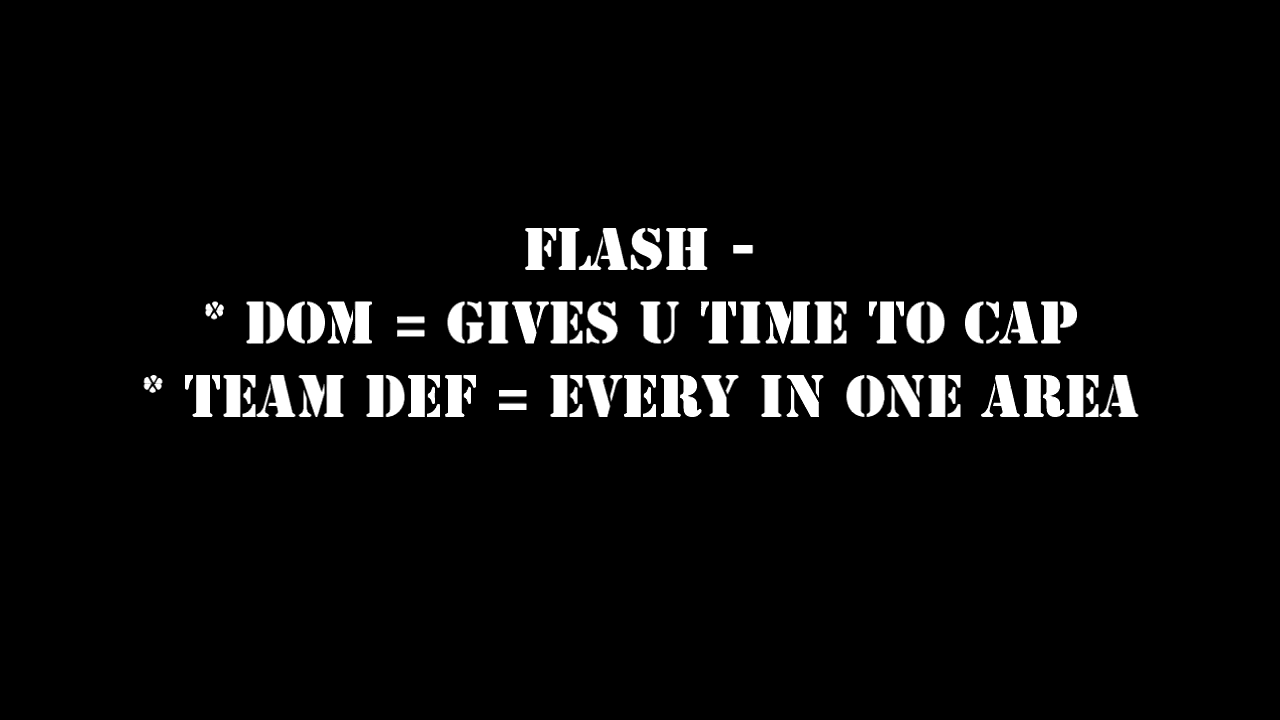 FLASH -
* DOM = GIVES U TIME TO CAP
* TEAM DEF = EVERY IN ONE AREA